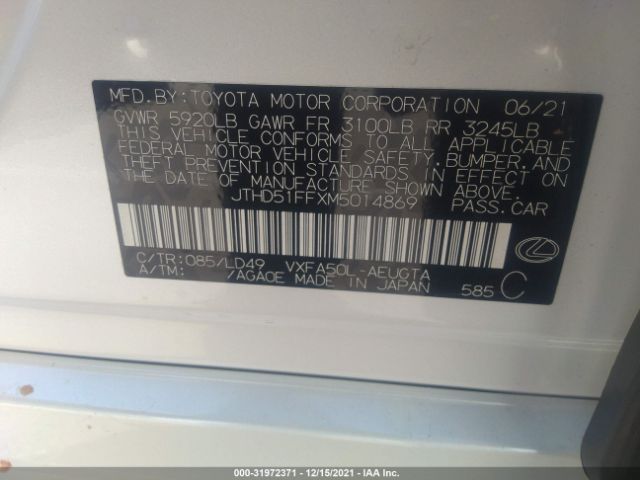 MFD.BY:TOYOTA MOTOR CORPORATION 06/21
GVWR 5920LB GAWR FR 3100LB RR 3245LB
THIS VEHICLE CONFORMS TO ALL APPLICABLE
FEDERAL MOTOR VEHICLE SAFETY, BUMPER, AND
THEFT PREVENTION STANDARDS IN EFFECT ON
THE DATE OF MANUFACTURE SHOWN ABOVE.
JTHD51FFXM5014869 PASS.CAR
C/TR:085/LD49 VXFA50L-AEUGTA
A/TM: /AGA0E MADE IN JAPAN 585 C
000-31972371 - 12/15/2021 - IAA Inc.